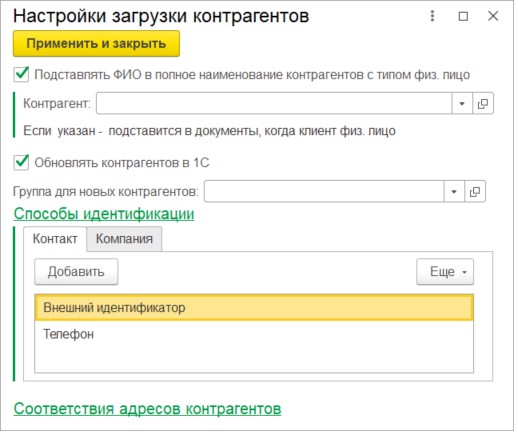 Настройки загрузки контрагентов
Применить и закрыть
Подставлять ФИО в полное наименование контрагентов с типом физ. лицо
Контрагент:
Если указан - подставится в документы, когда клиент физ. лицо
Обновлять контрагентов в 1С
Группа для новых контрагентов:
Способы идентификации
Контакт Компания
Добавить Еще
Внешний идентификатор
Телефон
Соответствия адресов контрагентов